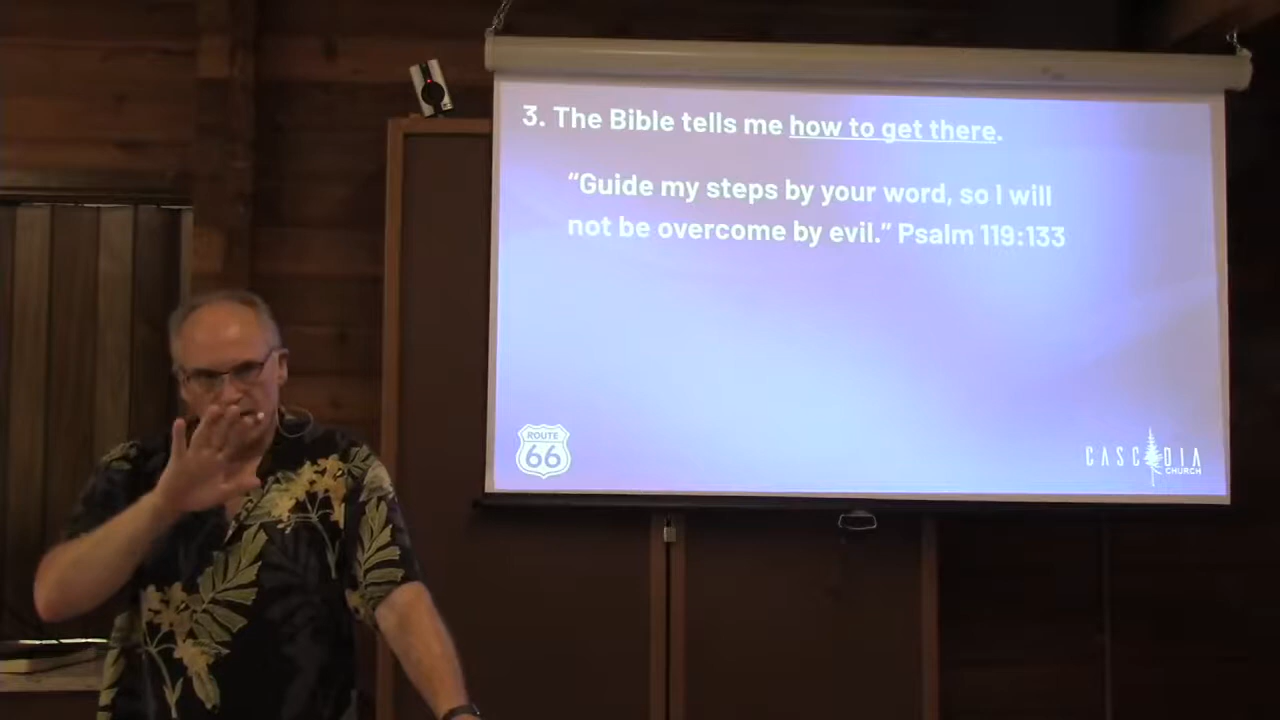 3. The Bible tells me how to get there.
“Guide my steps by your word, so I will
not be overcome by evil.” Psalm 119:133
ROUTE
66
CASCADIA
CHURCH